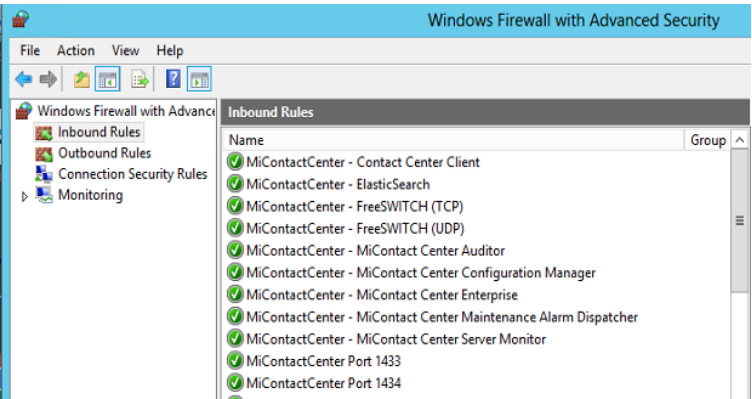 Windows Firewall with Advanced Security
File Action View Help
Windows Firewall with Advance
Inbound Rules
Outbound Rules
Connection Security Rules
Monitoring
Inbound Rules
Name Group
MiContactCenter - Contact Center Client
MiContactCenter - ElasticSearch
MiContactCenter - FreeSWITCH (TCP)
MiContactCenter - FreeSWITCH (UDP)
MiContactCenter - MiContact Center Auditor
MiContactCenter - MiContact Center Configuration Manager
MiContactCenter - MiContact Center Enterprise
MiContactCenter - MiContact Center Maintenance Alarm Dispatcher
MiContactCenter - MiContact Center Server Monitor
MiContactCenter Port 1433
MiContactCenter Port 1434